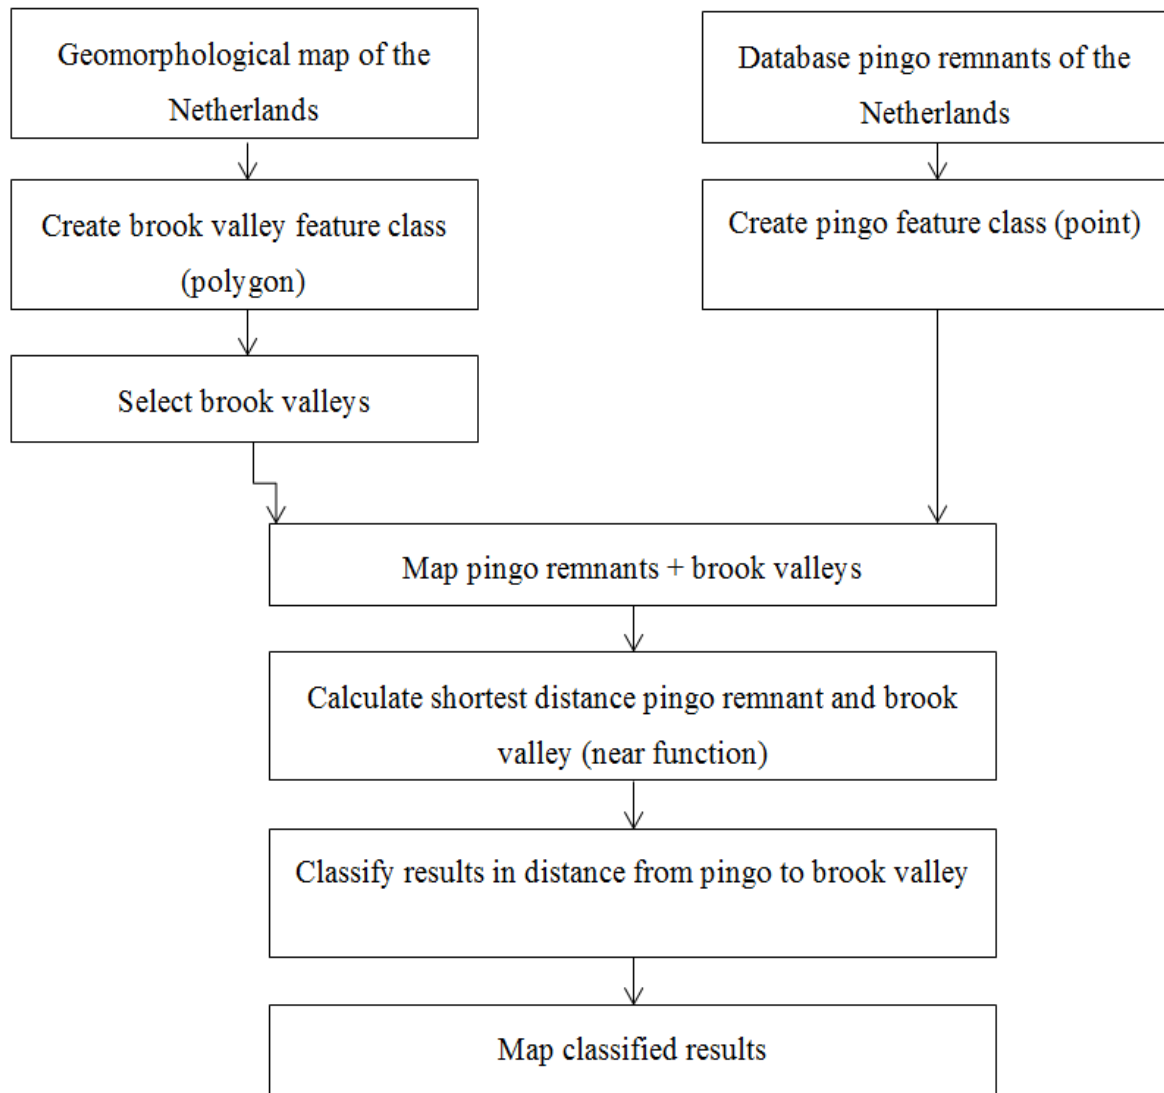 Geomorphological map of the
Netherlands
Database pingo remnants of the
Netherlands
Create brook valley feature class
(polygon)
Create pingo feature class (point)
Select brook valleys
Map pingo remnants + brook valleys
Calculate shortest distance pingo remnant and brook
valley (near function)
Classify results in distance from pingo to brook valley
Map classified results